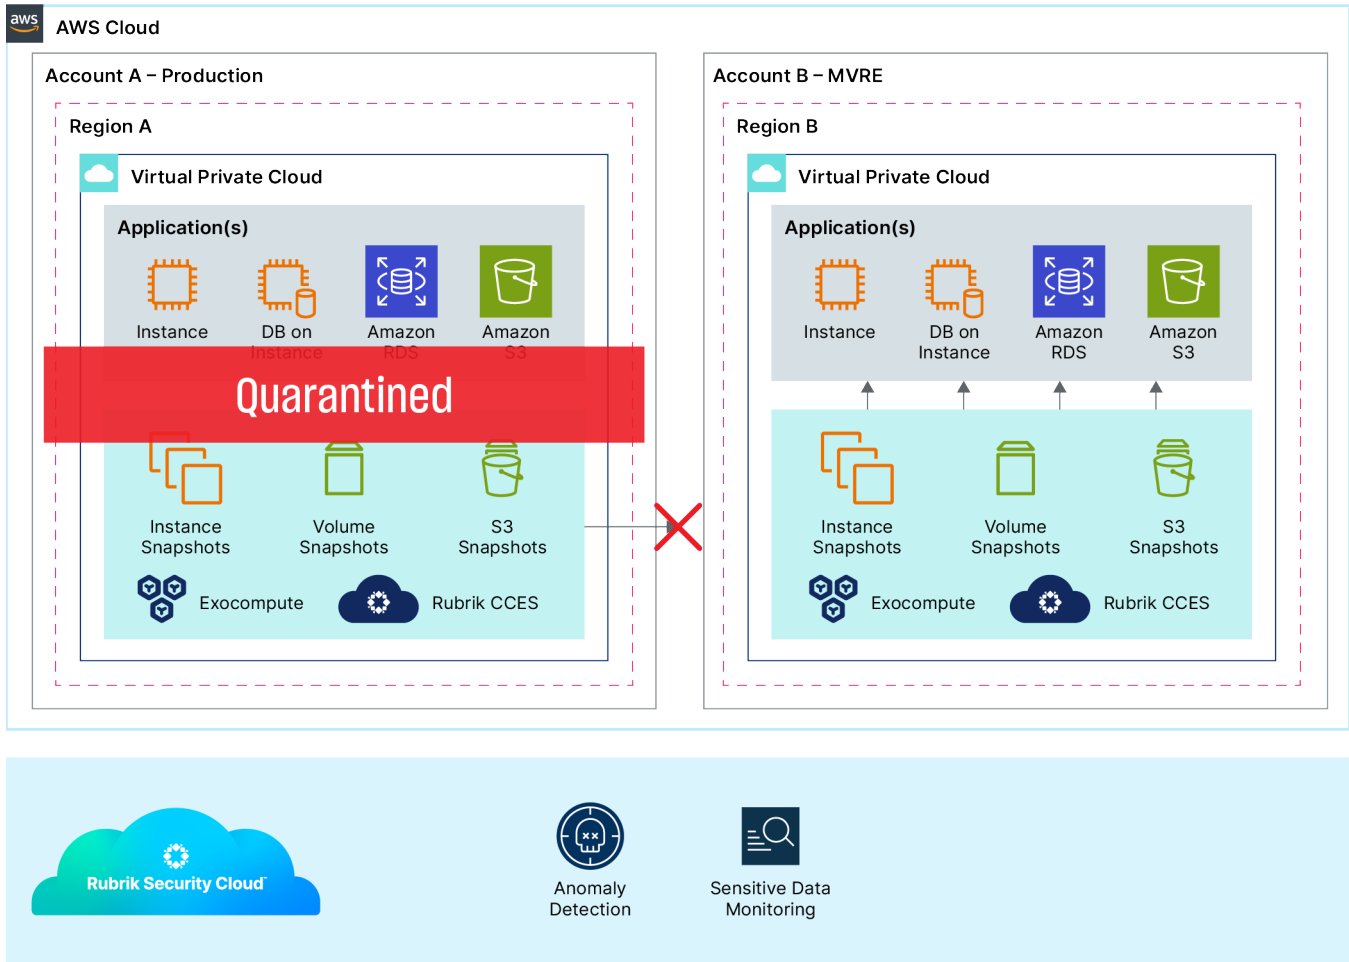 aws
AWS Cloud
Account A – Production
Region A
Virtual Private Cloud
Application(s)
Instance
DB on
Instance
Amazon
RDS
Amazon
S3
Quarantined
Instance
Snapshots
Volume
Snapshots
S3
Snapshots
Exocompute
Rubrik CCES
Account B – MVRE
Region B
Virtual Private Cloud
Application(s)
Instance
DB on
Instance
Amazon
RDS
Amazon
S3
Instance
Snapshots
Volume
Snapshots
S3
Snapshots
Exocompute
Rubrik CCES
Rubrik Security Cloud
Anomaly
Detection
Sensitive Data
Monitoring